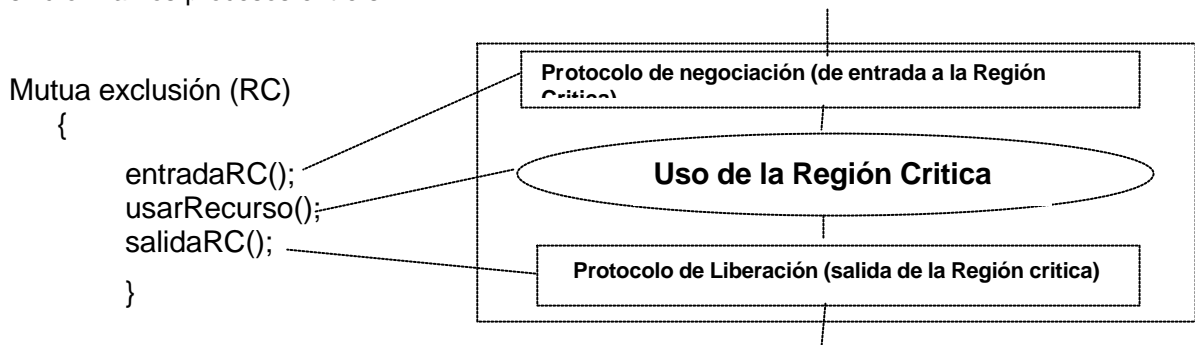 Mutua exclusión (RC)
{
entradaRC();
usarRecurso();
salidaRC();
}
Protocolo de negociación (de entrada a la Región
Critica)
Uso de la Región Critica
Protocolo de Liberación (salida de la Región critica)